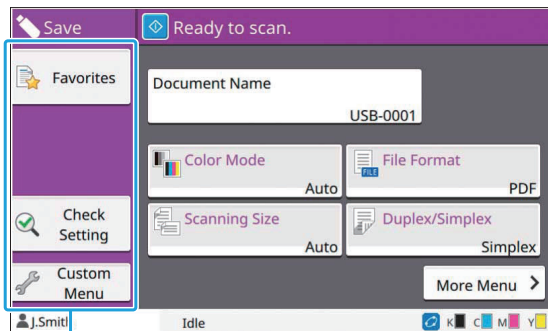 Save
Ready to scan.
Favorites
Document Name
USB-0001
Color Mode
Auto
FILE
File Format
PDF
Check
Setting
Scanning Size
Auto
Duplex/Simplex
Simplex
Custom
Menu
More Menu
J.Smith
Idle
K C M Y